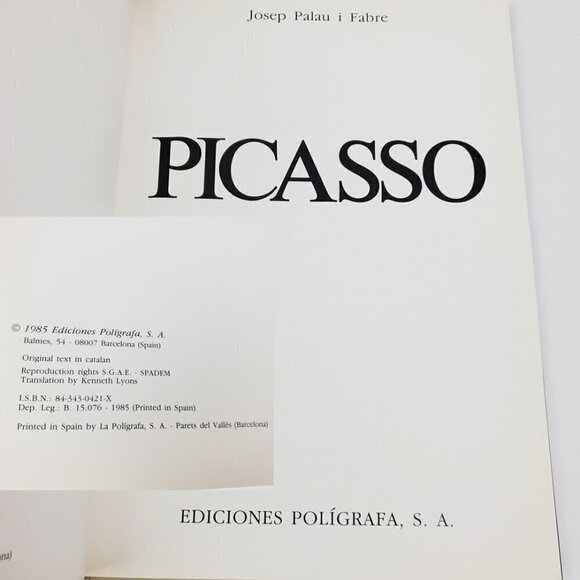 Josep Palau i Fabre
PICASSO
© 1985 Ediciones Polígrafa, S. A.
Balmes, 54 - 08007 Barcelona (Spain)
Original text in catalan
Reproduction rights S.G.A.E. - SPADEM
Translation by Kenneth Lyons
I.S.B.N.: 84-343-0421-X
Dep. Leg.: B. 15.076 - 1985 (Printed in Spain)
Printed in Spain by La Polígrafa, S. A. - Parets del Vallès (Barcelona)
EDICIONES POLÍGRAFA, S. A.